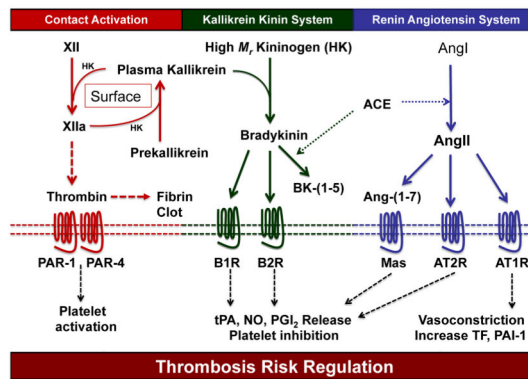 Contact Activation
Kallikrein Kinin System
Renin Angiotensin System
XII
High Mr Kininogen (HK)
AngI
HK
Plasma Kallikrein
Surface
ACE
XIIa
HK
Bradykinin
AngII
Prekallikrein
BK-(1-5)
Thrombin
Fibrin
Clot
Ang-(1-7)
PAR-1
PAR-4
B1R
B2R
Mas
AT2R
AT1R
Platelet
activation
tPA, NO, PGI2 Release
Platelet inhibition
Vasoconstriction
Increase TF, PAI-1
Thrombosis Risk Regulation